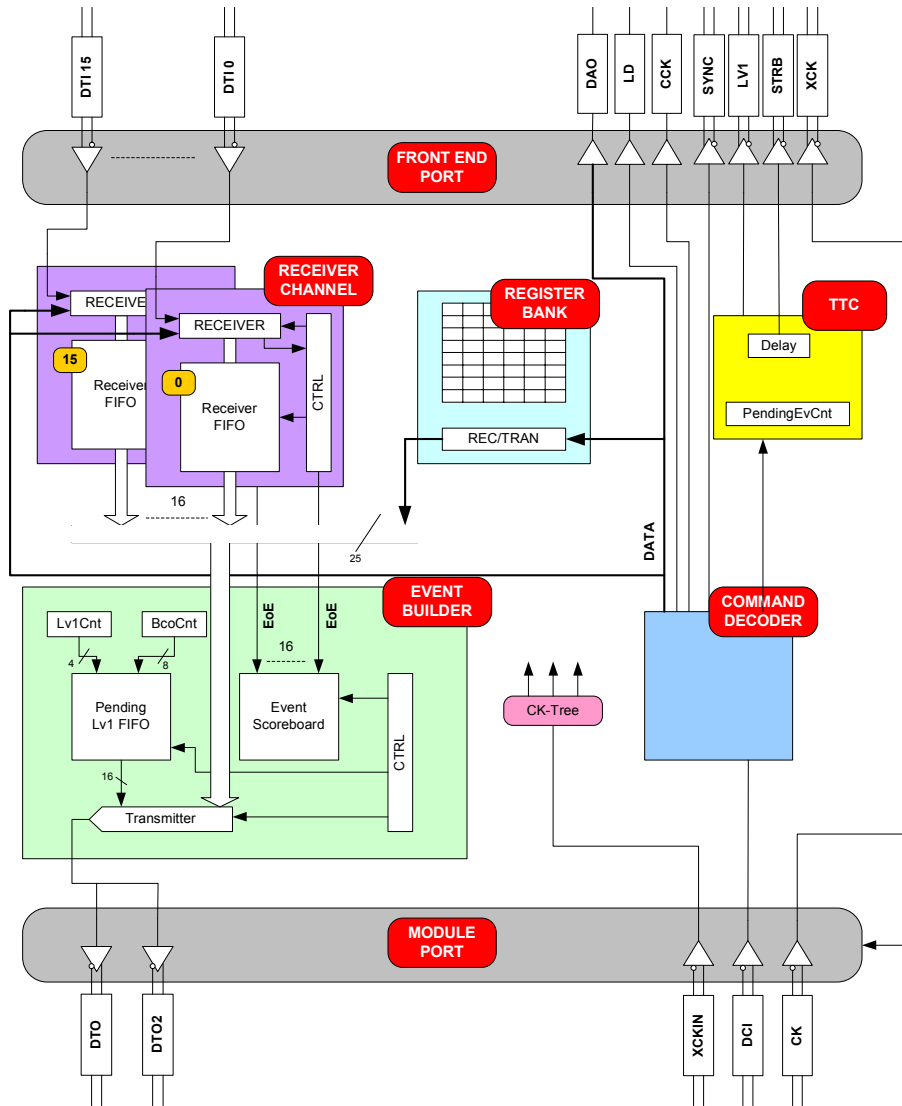 DTI 15
DTI 0
DAO
LD
CCK
SYNC
LV1
STRB
XCK
FRONT END
PORT
RECEIVER
CHANNEL
REGISTER
BANK
TTC
RECEIVE
RECEIVER
Delay
15
0
Receiver
FIFO
Receiver
FIFO
CTRL
PendingEvCnt
REC/TRAN
16
25
DATA
EVENT
BUILDER
COMMAND
DECODER
Lv1Cnt
BcoCnt
EoE
EoE
16
4
8
Pending
Lv1 FIFO
Event
Scoreboard
CTRL
CK-Tree
16
Transmitter
MODULE
PORT
DTO
DTO2
XCKIN
DCI
CK